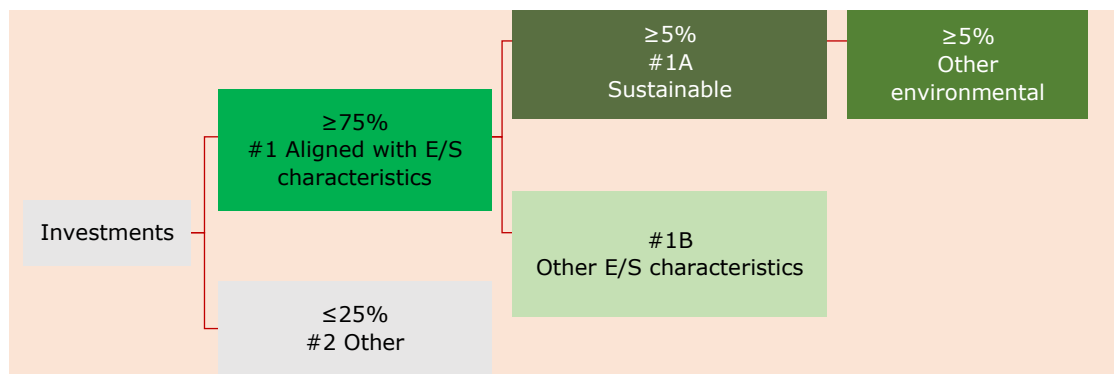 Investments
≥75%
#1 Aligned with E/S
characteristics
≤25%
#2 Other
≥5%
#1A
Sustainable
#1B
Other E/S characteristics
≥5%
Other
environmental